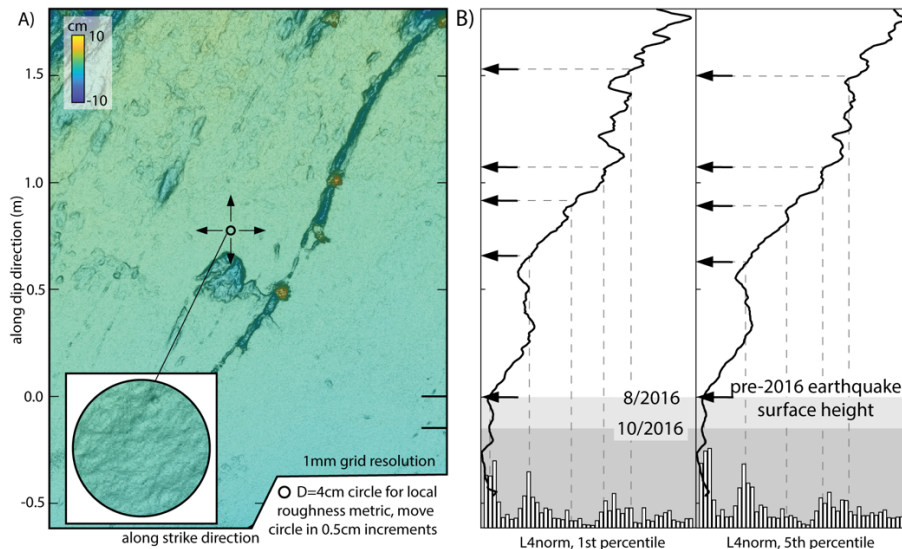 A)
cm
10
-10
1.5
1.0
0.5
0.0
-0.5
along dip direction (m)
along strike direction
1mm grid resolution
D=4cm circle for local
roughness metric, move
circle in 0.5cm increments
B)
8/2016
10/2016
pre-2016 earthquake
surface height
L4norm, 1st percentile
L4norm, 5th percentile